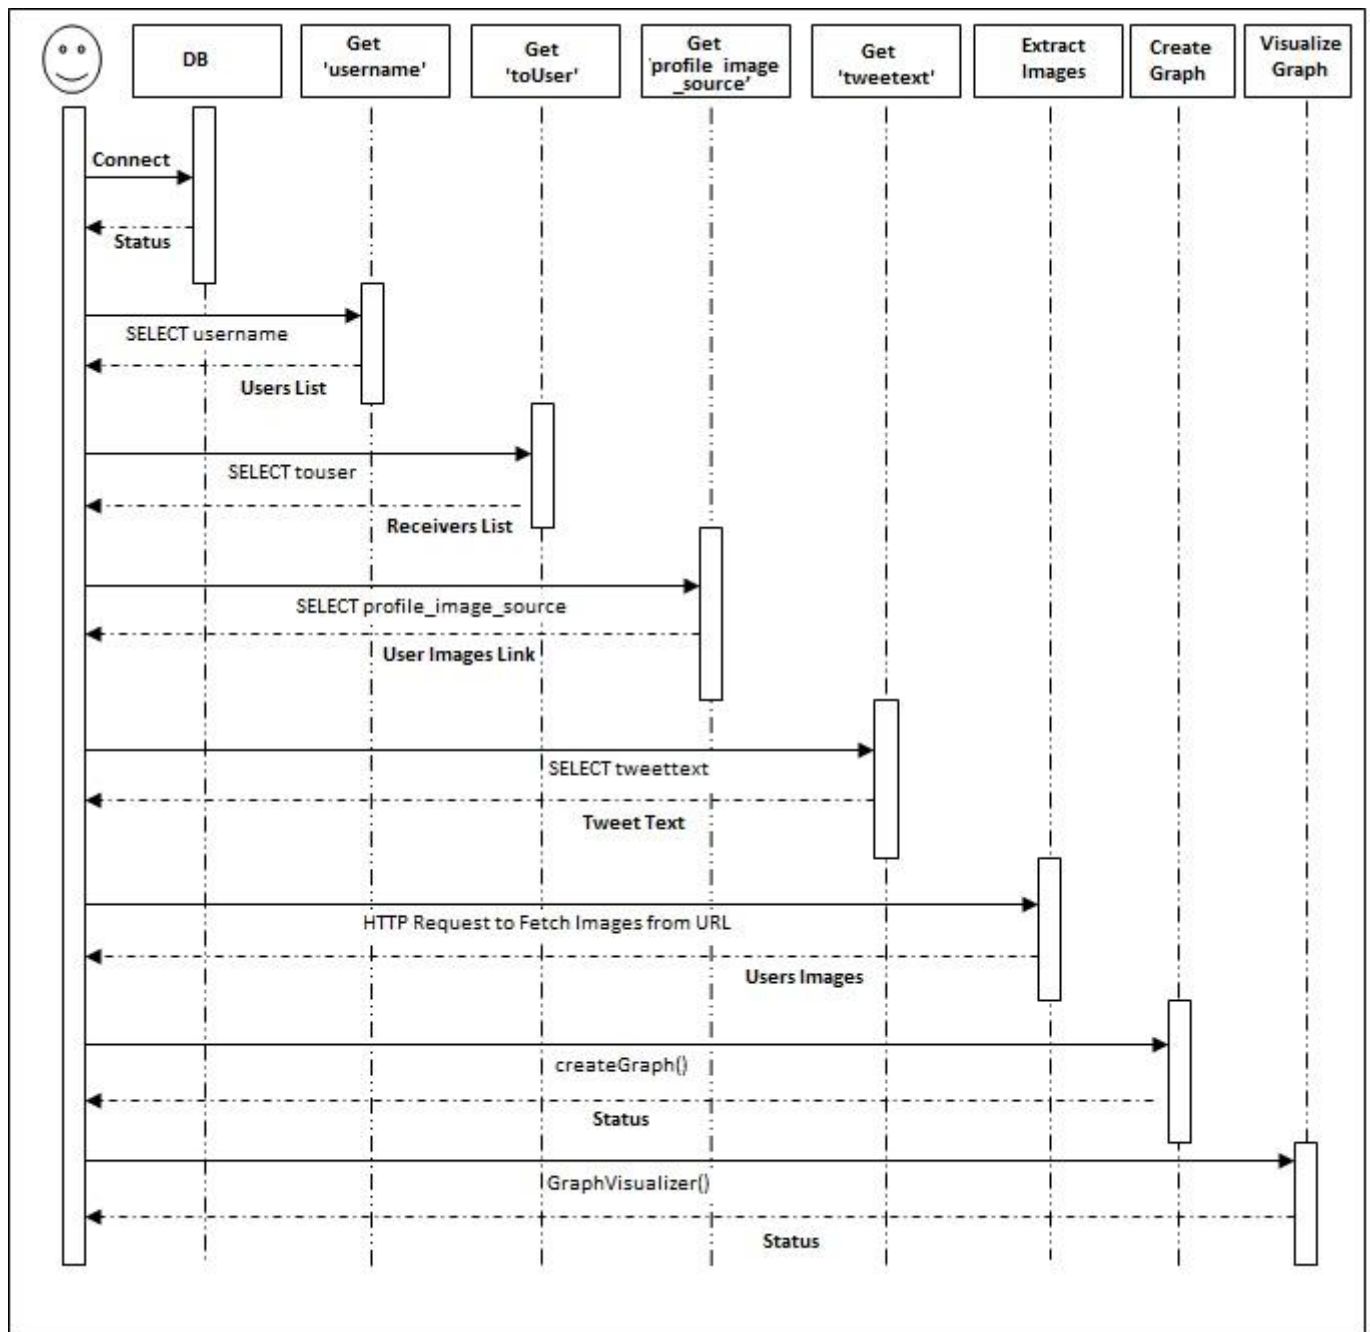 DB
Get
'username'
Get
'toUser'
Get
'profile_image
_source'
Get
'tweetext'
Extract
Images
Create
Graph
Visualize
Graph
Connect
Status
SELECT username
Users List
SELECT touser
Receivers List
SELECT profile_image_source
User Images Link
SELECT tweettext
Tweet Text
HTTP Request to Fetch Images from URL
Users Images
createGraph()
Status
GraphVisualizer()
Status